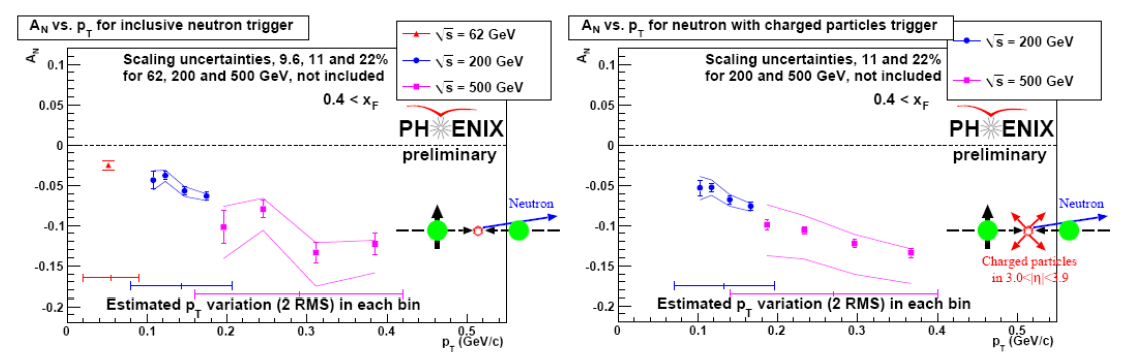 A_N vs. p_T for inclusive neutron trigger
√s = 62 GeV
√s = 200 GeV
√s = 500 GeV
Scaling uncertainties, 9.6, 11 and 22%
for 62, 200 and 500 GeV, not included
0.4 < x_F
PHENIX
preliminary
Neutron
Estimated p_T variation (2 RMS) in each bin
A_N
0.1
0.05
0
-0.05
-0.1
-0.15
-0.2
0 0.1 0.2 0.3 0.4 0.5
p_T (GeV/c)
A_N vs. p_T for neutron with charged particles trigger
√s = 200 GeV
√s = 500 GeV
Scaling uncertainties, 11 and 22%
for 200 and 500 GeV, not included
0.4 < x_F
PHENIX
preliminary
Neutron
Charged particles
in 3.0<|η|<3.9
Estimated p_T variation (2 RMS) in each bin
A_N
0.1
0.05
0
-0.05
-0.1
-0.15
-0.2
0 0.1 0.2 0.3 0.4 0.5
p_T (GeV/c)